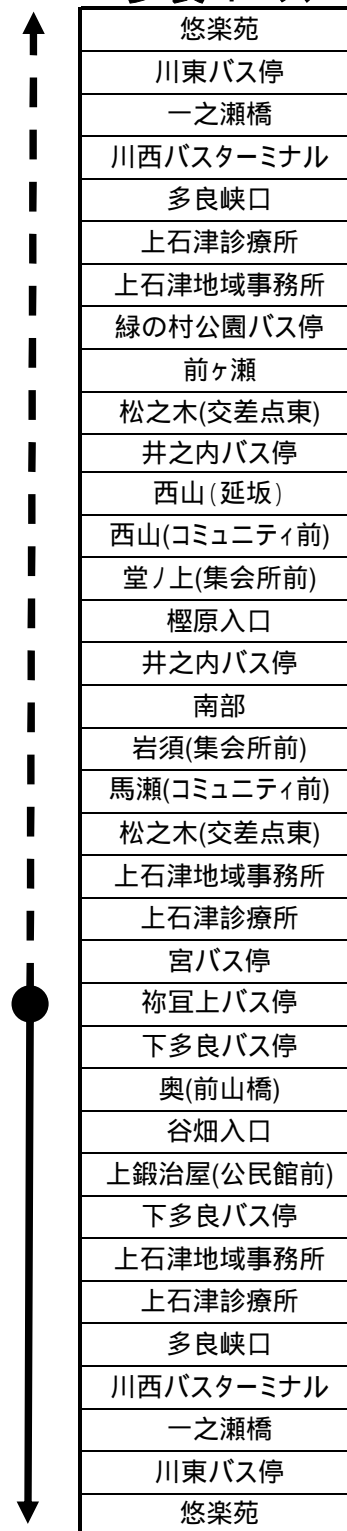 悠楽苑
川東バス停
一之瀬橋
川西バスターミナル
多良峡口
上石津診療所
上石津地域事務所
緑の村公園バス停
前ヶ瀬
松之木(交差点東)
井之内バス停
西山(延坂)
西山(コミュニティ前)
堂ノ上(集会所前)
樫原入口
井之内バス停
南部
岩須(集会所前)
馬瀬(コミュニティ前)
松之木(交差点東)
上石津地域事務所
上石津診療所
宮バス停
祢冝上バス停
下多良バス停
奥(前山橋)
谷畑入口
上鍛治屋(公民館前)
下多良バス停
上石津地域事務所
上石津診療所
多良峡口
川西バスターミナル
一之瀬橋
川東バス停
悠楽苑